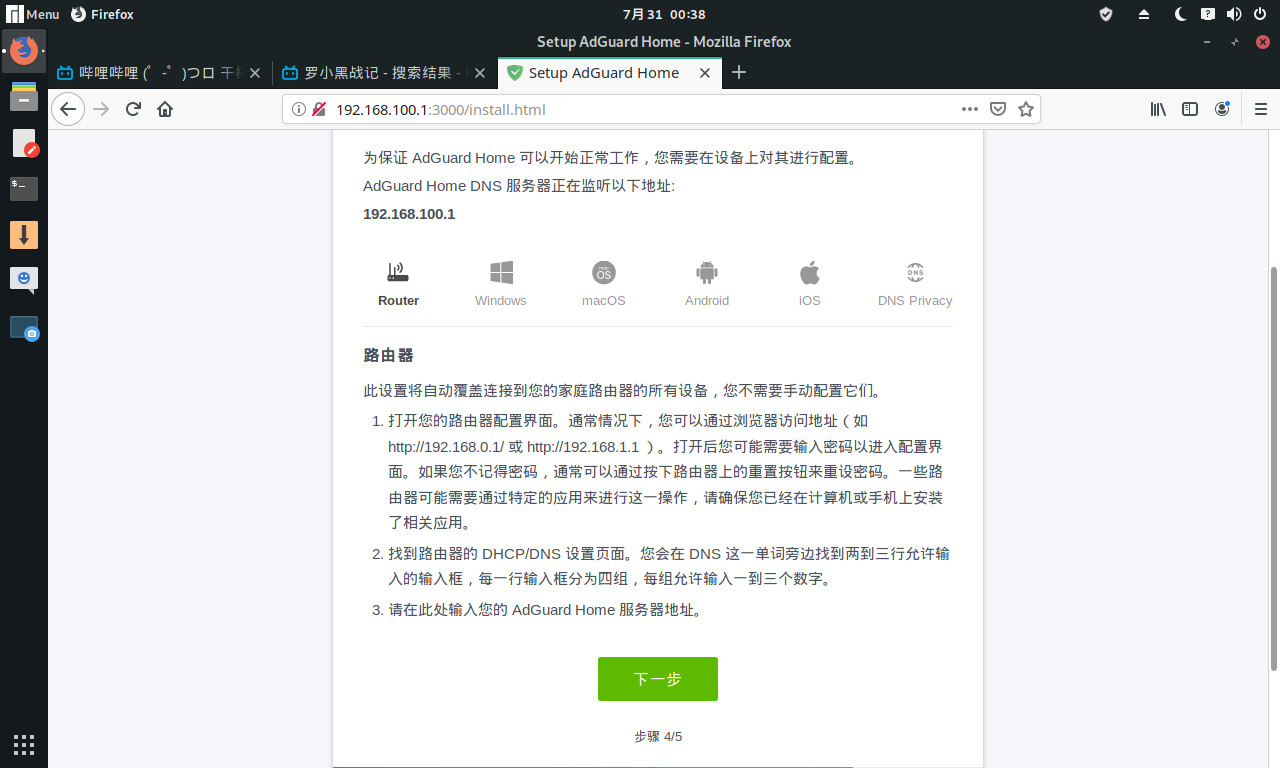 Menu Firefox 7月31 00:38
Setup AdGuard Home - Mozilla Firefox
哔哩哔哩 (゜-゜)つロ 干杯 罗小黑战记 - 搜索结果 - Setup AdGuard Home
192.168.100.1:3000/install.html
为保证 AdGuard Home 可以开始正常工作，您需要在设备上对其进行配置。
AdGuard Home DNS 服务器正在监听以下地址:
192.168.100.1
Router Windows macOS Android iOS DNS Privacy
路由器
此设置将自动覆盖连接到您的家庭路由器的所有设备，您不需要手动配置它们。
1. 打开您的路由器配置界面。通常情况下，您可以通过浏览器访问地址（如
http://192.168.0.1/ 或 http://192.168.1.1 ）。打开后您可能需要输入密码以进入配置界
面。如果您不记得密码，通常可以通过按下路由器上的重置按钮来重设密码。一些路
由器可能需要通过特定的应用来进行这一操作，请确保您已经在计算机或手机上安装
了相关应用。
2. 找到路由器的 DHCP/DNS 设置页面。您会在 DNS 这一单词旁边找到两到三行允许输
入的输入框，每一行输入框分为四组，每组允许输入一到三个数字。
3. 请在此处输入您的 AdGuard Home 服务器地址。
下一步
步骤 4/5